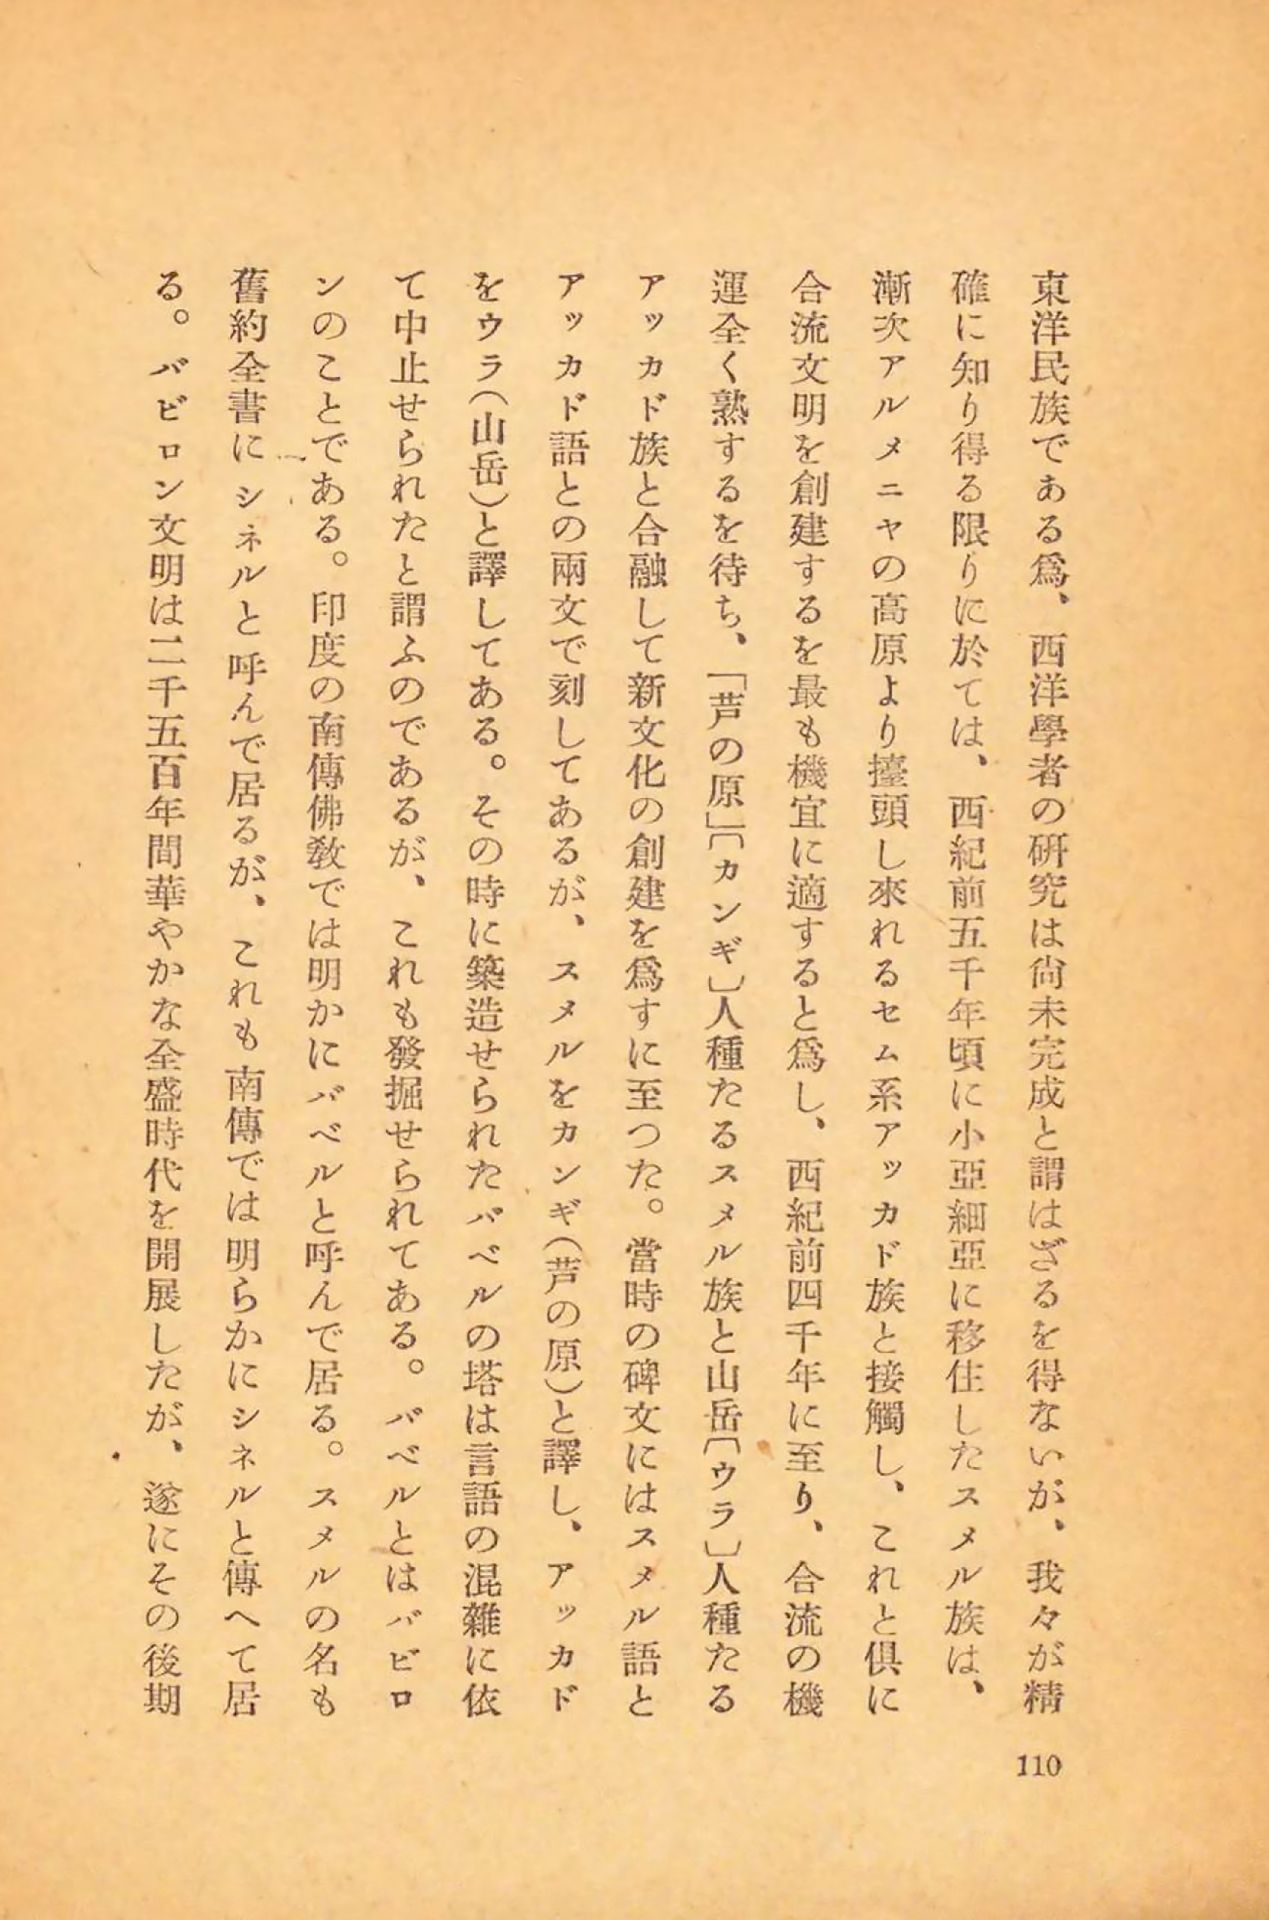 東洋民族である爲、西洋學者の硏究は尙未完成と謂はざるを得ないが、我々が精
確に知り得る限りに於ては、西紀前五千年頃に小亞細亞に移住したスメル族は、
漸次アルメニヤの高原より擡頭し來れるセム系アッカド族と接觸し、これと俱に
合流文明を創建するを最も機宜に適すると爲し、西紀前四千年に至り、合流の機
運全く熟するを待ち、「芦の原」〔カンギ〕人種たるスメル族と山岳〔ウラ〕人種たる
アッカド族と合融して新文化の創建を爲すに至つた。當時の碑文にはスメル語と
アッカド語との兩文で刻してあるが、スメルをカンギ(芦の原)と譯し、アッカド
をウラ(山岳)と譯してある。その時に築造せられたバベルの塔は言語の混雜に依
て中止せられたと謂ふのであるが、これも發掘せられてある。バベルとはバビロ
ンのことである。印度の南傳佛敎では明かにバベルと呼んで居る。スメルの名も
舊約全書にシネルと呼んで居るが、これも南傳では明らかにシネルと傳へて居
る。バビロン文明は二千五百年間華やかな全盛時代を開展したが、遂にその後期
110